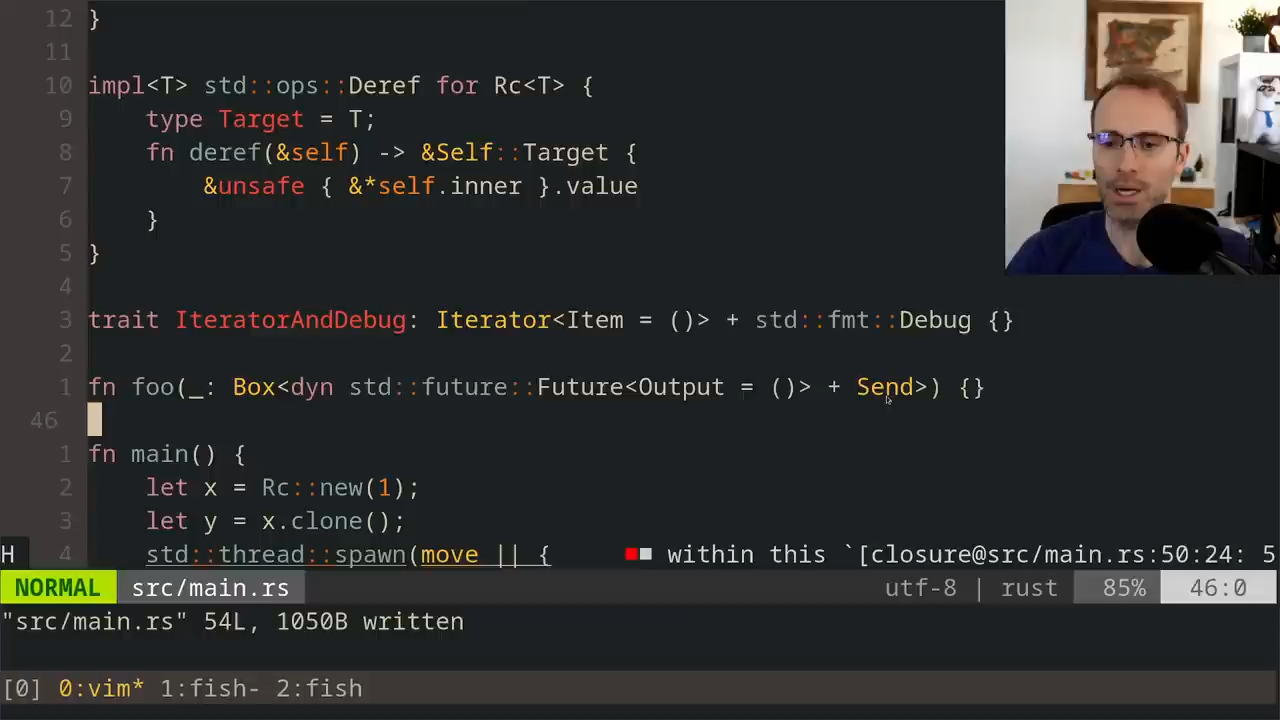 12 }
11
10 impl<T> std::ops::Deref for Rc<T> {
9 type Target = T;
8 fn deref(&self) -> &Self::Target {
7 &unsafe { &*self.inner }.value
6 }
5 }
4
3 trait IteratorAndDebug: Iterator<Item = ()> + std::fmt::Debug {}
2
1 fn foo(_: Box<dyn std::future::Future<Output = ()> + Send>) {}
46
1 fn main() {
2 let x = Rc::new(1);
3 let y = x.clone();
H 4 std::thread::spawn(move || { within this `[closure@src/main.rs:50:24: 5
NORMAL src/main.rs utf-8 | rust 85% 46:0
"src/main.rs" 54L, 1050B written
[0] 0:vim* 1:fish- 2:fish